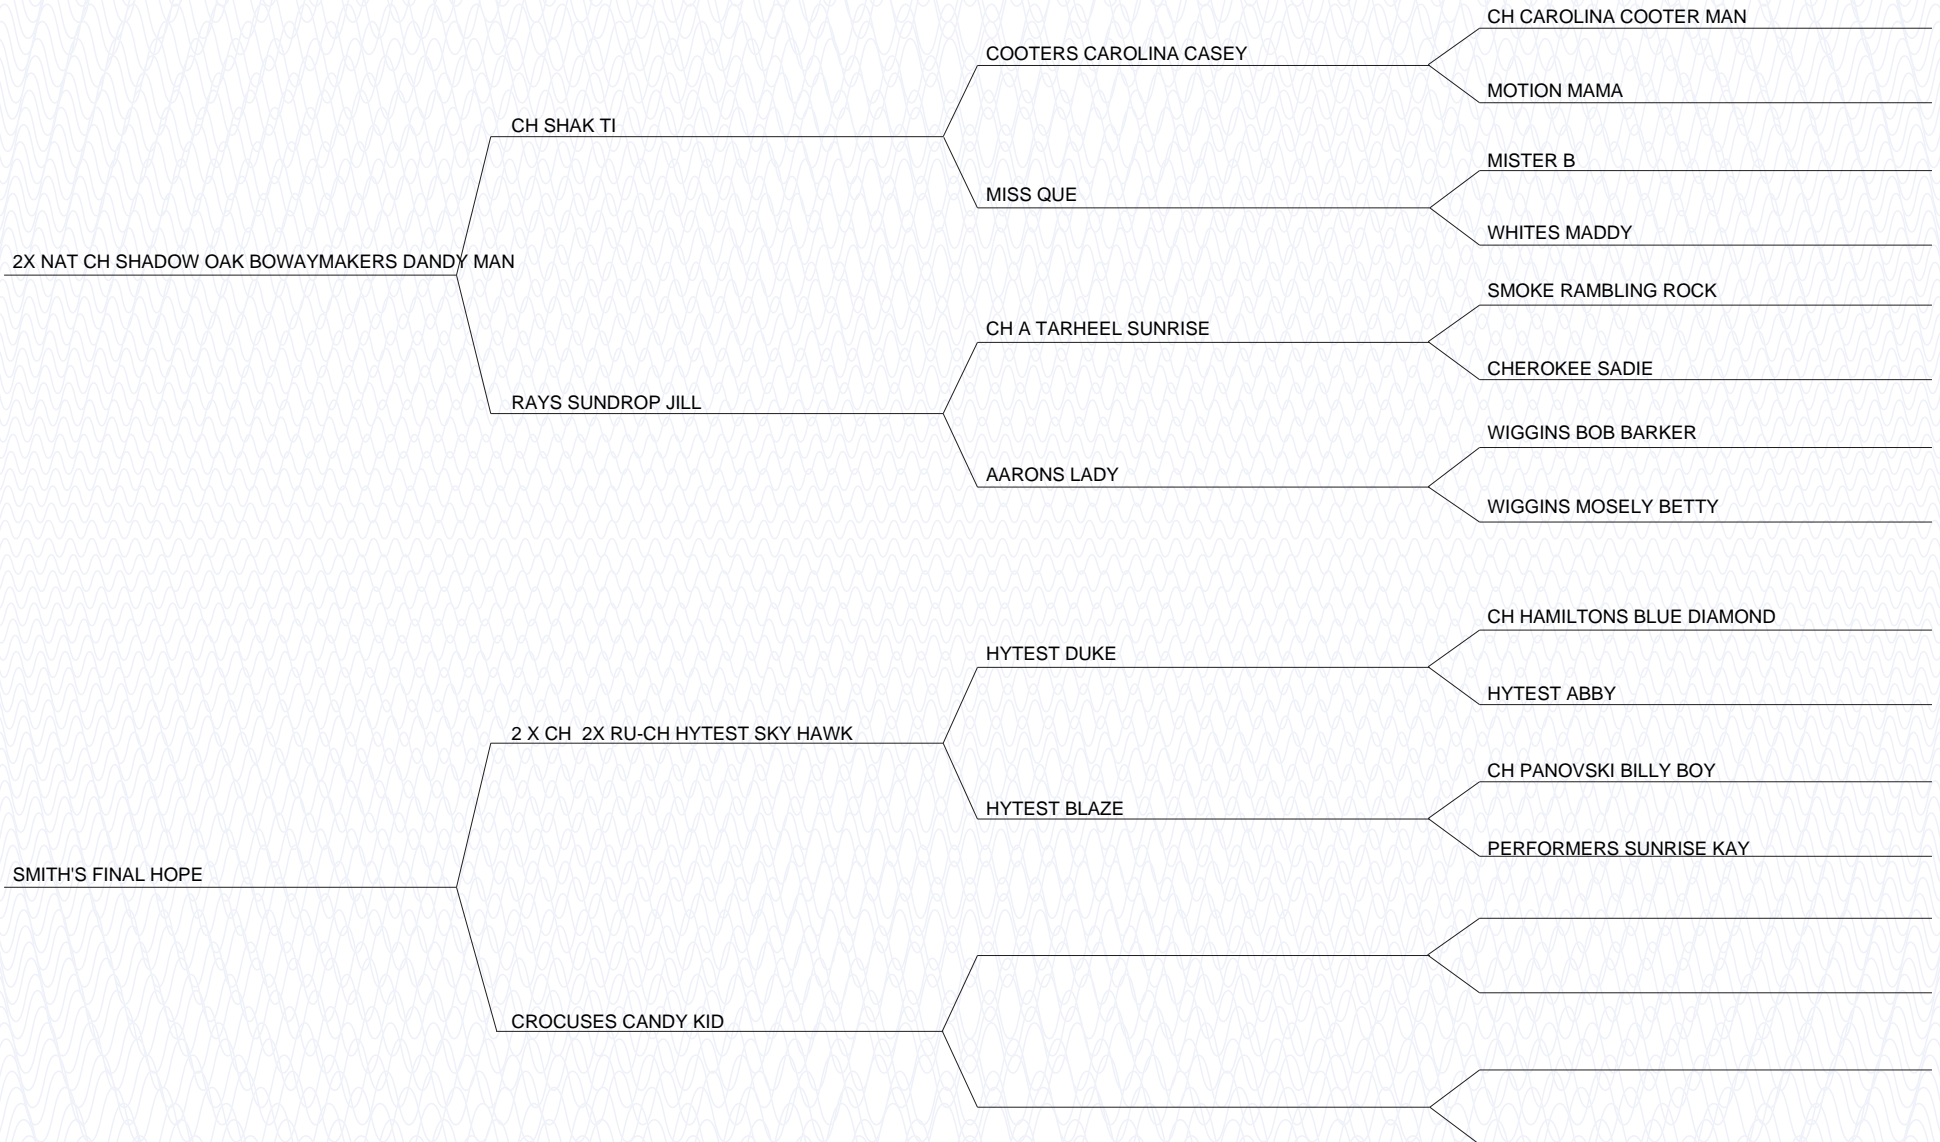 CH CAROLINA COOTER MAN
COOTERS CAROLINA CASEY
MOTION MAMA
CH SHAK TI
MISTER B
MISS QUE
WHITES MADDY
2X NAT CH SHADOW OAK BOWAYMAKERS DANDY MAN
SMOKE RAMBLING ROCK
CH A TARHEEL SUNRISE
CHEROKEE SADIE
RAYS SUNDROP JILL
WIGGINS BOB BARKER
AARONS LADY
WIGGINS MOSELY BETTY
CH HAMILTONS BLUE DIAMOND
HYTEST DUKE
HYTEST ABBY
2 X CH  2X RU-CH HYTEST SKY HAWK
CH PANOVSKI BILLY BOY
HYTEST BLAZE
PERFORMERS SUNRISE KAY
SMITH'S FINAL HOPE
CROCUSES CANDY KID